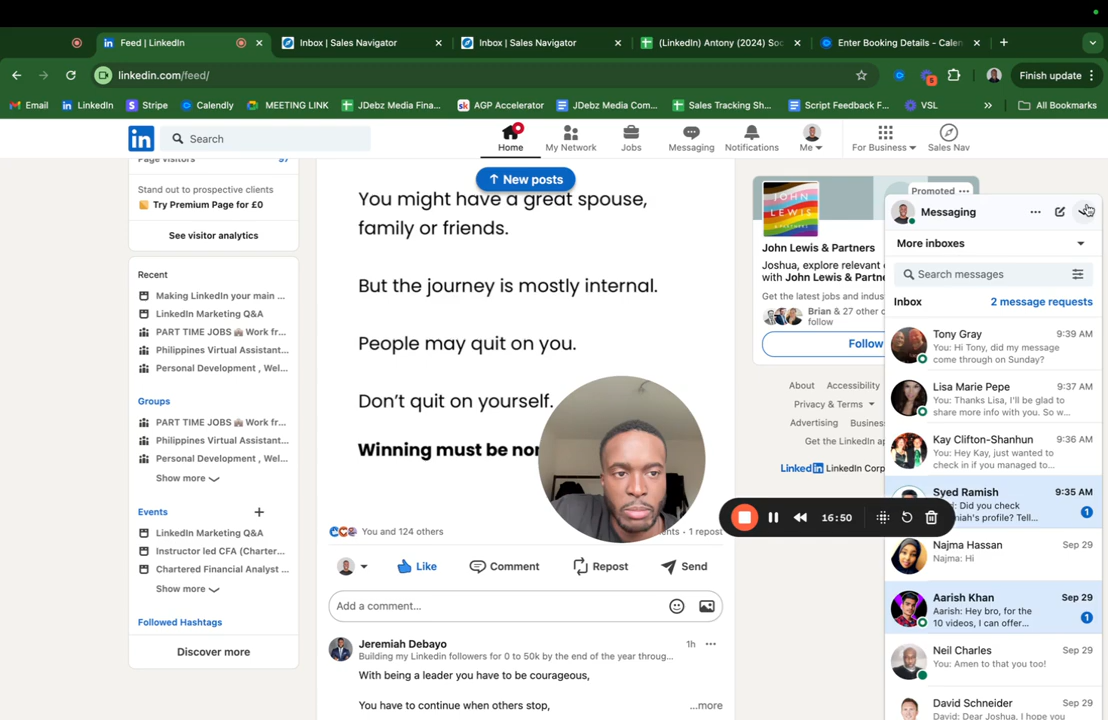 Feed | LinkedIn
Inbox | Sales Navigator
Inbox | Sales Navigator
(LinkedIn) Antony (2024) Soc
Enter Booking Details - Calen
linkedin.com/feed/
5
Finish update
Email
LinkedIn
Stripe
Calendly
MEETING LINK
JDebz Media Fina...
AGP Accelerator
JDebz Media Com...
Sales Tracking Sh...
Script Feedback F...
VSL
All Bookmarks
in
Search
Home
My Network
Jobs
Messaging
Notifications
Me
For Business
Sales Nav
Page visitors 97
Stand out to prospective clients
Try Premium Page for £0
See visitor analytics
Recent
Making LinkedIn your main ...
LinkedIn Marketing Q&A
PART TIME JOBS Work fr...
Philippines Virtual Assistant...
Personal Development , Wel...
Groups
PART TIME JOBS Work fr...
Philippines Virtual Assistant...
Personal Development , Wel...
Show more
Events
LinkedIn Marketing Q&A
Instructor led CFA (Charter...
Chartered Financial Analyst ...
Show more
Followed Hashtags
Discover more
New posts
You might have a great spouse,
family or friends.
But the journey is mostly internal.
People may quit on you.
Don't quit on yourself.
Winning must be
You and 124 others
1 repost
Like
Comment
Repost
Send
Add a comment...
Jeremiah Debayo
1h
Building my Linkedin followers for 0 to 50k by the end of the year throug...
With being a leader you have to be courageous,
You have to continue when others stop,
...more
Promoted
JOHN
LEWIS
& PARTNERS
John Lewis & Partners
Joshua, explore relevant
with John Lewis & Partne
Get the latest jobs and indus
Brian & 27 other
follow
Follow
About Accessibility
Privacy & Terms
Advertising Busines
Get the LinkedIn ap
LinkedIn LinkedIn Corp
16:50
Messaging
More inboxes
Search messages
Inbox
2 message requests
Tony Gray
9:39 AM
You: Hi Tony, did my message
come through on Sunday?
Lisa Marie Pepe
9:37 AM
You: Thanks Lisa, I'll be glad to
share more info with you. So w...
Kay Clifton-Shanhun
9:36 AM
You: Hey Kay, just wanted to
check in if you managed to...
Syed Ramish
9:35 AM
Did you check
profile? Tell...
1
Najma Hassan
Sep 29
Najma: Hi
Aarish Khan
Sep 29
Aarish: Hey bro, for the
10 videos, I can offer...
1
Neil Charles
Sep 29
You: Amen to that you too!
David Schneider
Sep 29
David: Dear Joshua, I hope you